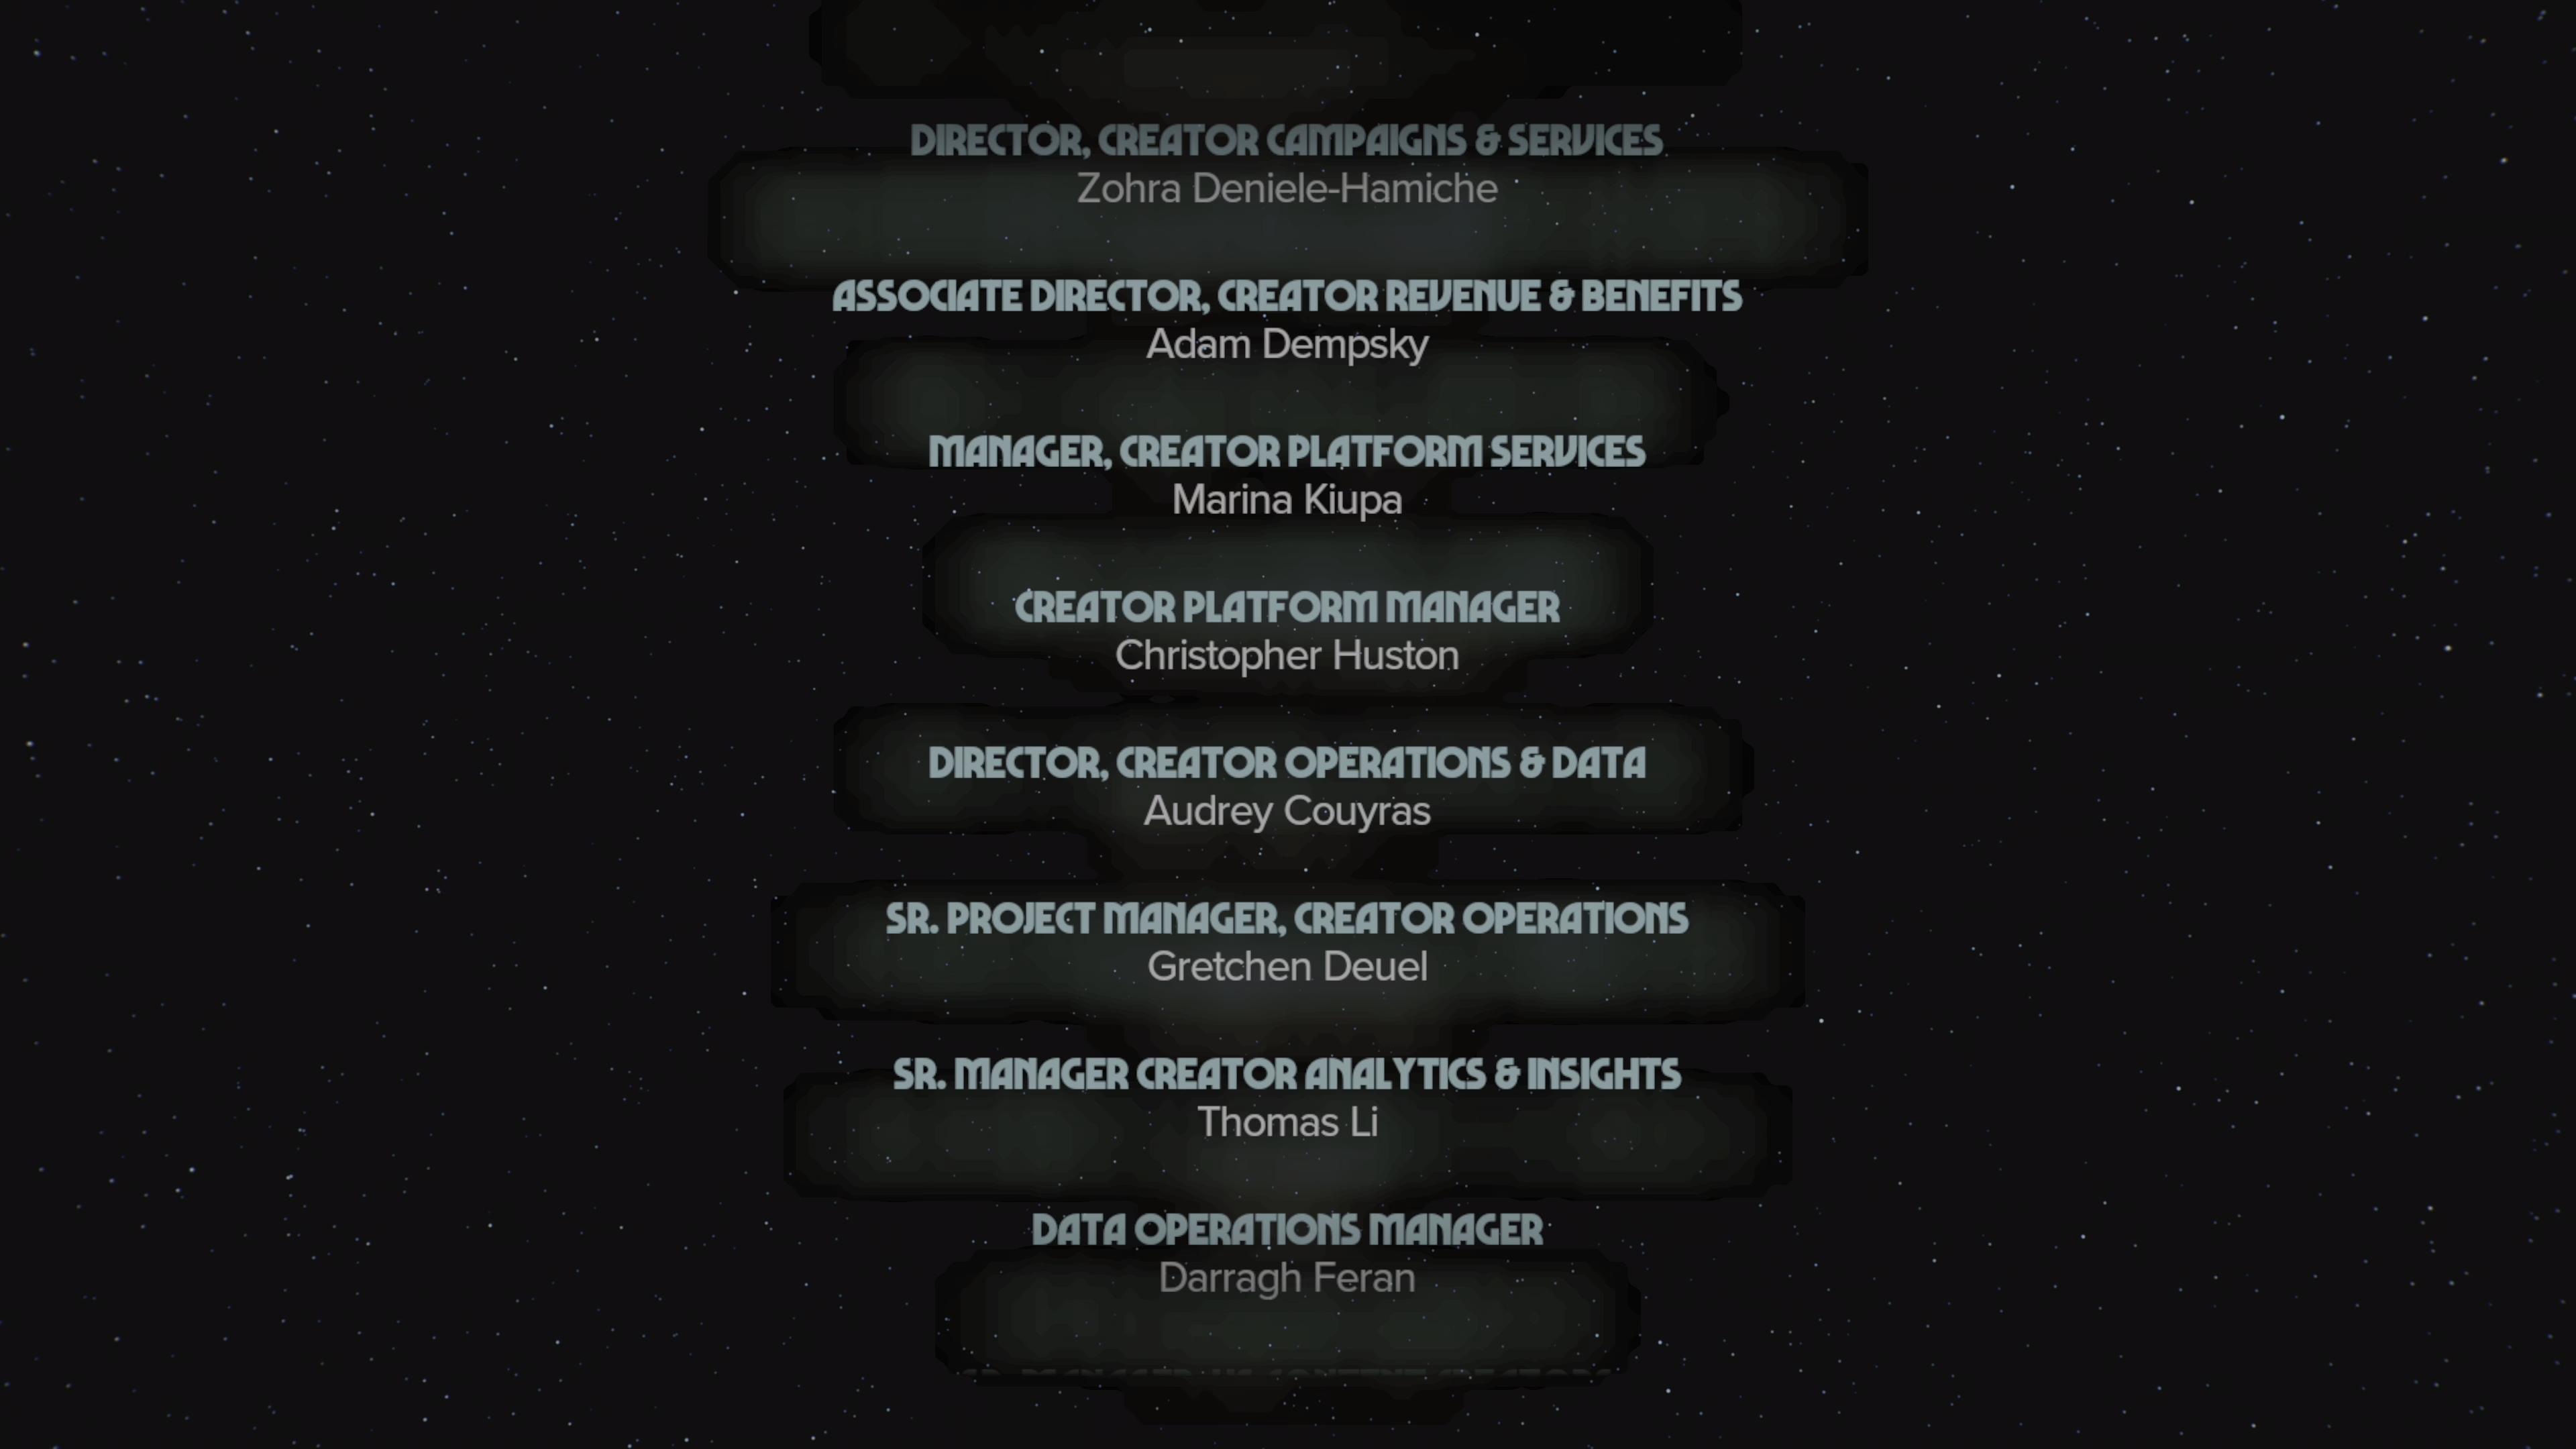 DIRECTOR, CREATOR CAMPAIGNS & SERVICES
Zohra Deniele-Hamiche
ASSOCIATE DIRECTOR, CREATOR REVENUE & BENEFITS
Adam Dempsky
MANAGER, CREATOR PLATFORM SERVICES
Marina Kiupa
CREATOR PLATFORM MANAGER
Christopher Huston
DIRECTOR, CREATOR OPERATIONS & DATA
Audrey Couyras
SR. PROJECT MANAGER, CREATOR OPERATIONS
Gretchen Deuel
SR. MANAGER CREATOR ANALYTICS & INSIGHTS
Thomas Li
DATA OPERATIONS MANAGER
Darragh Feran